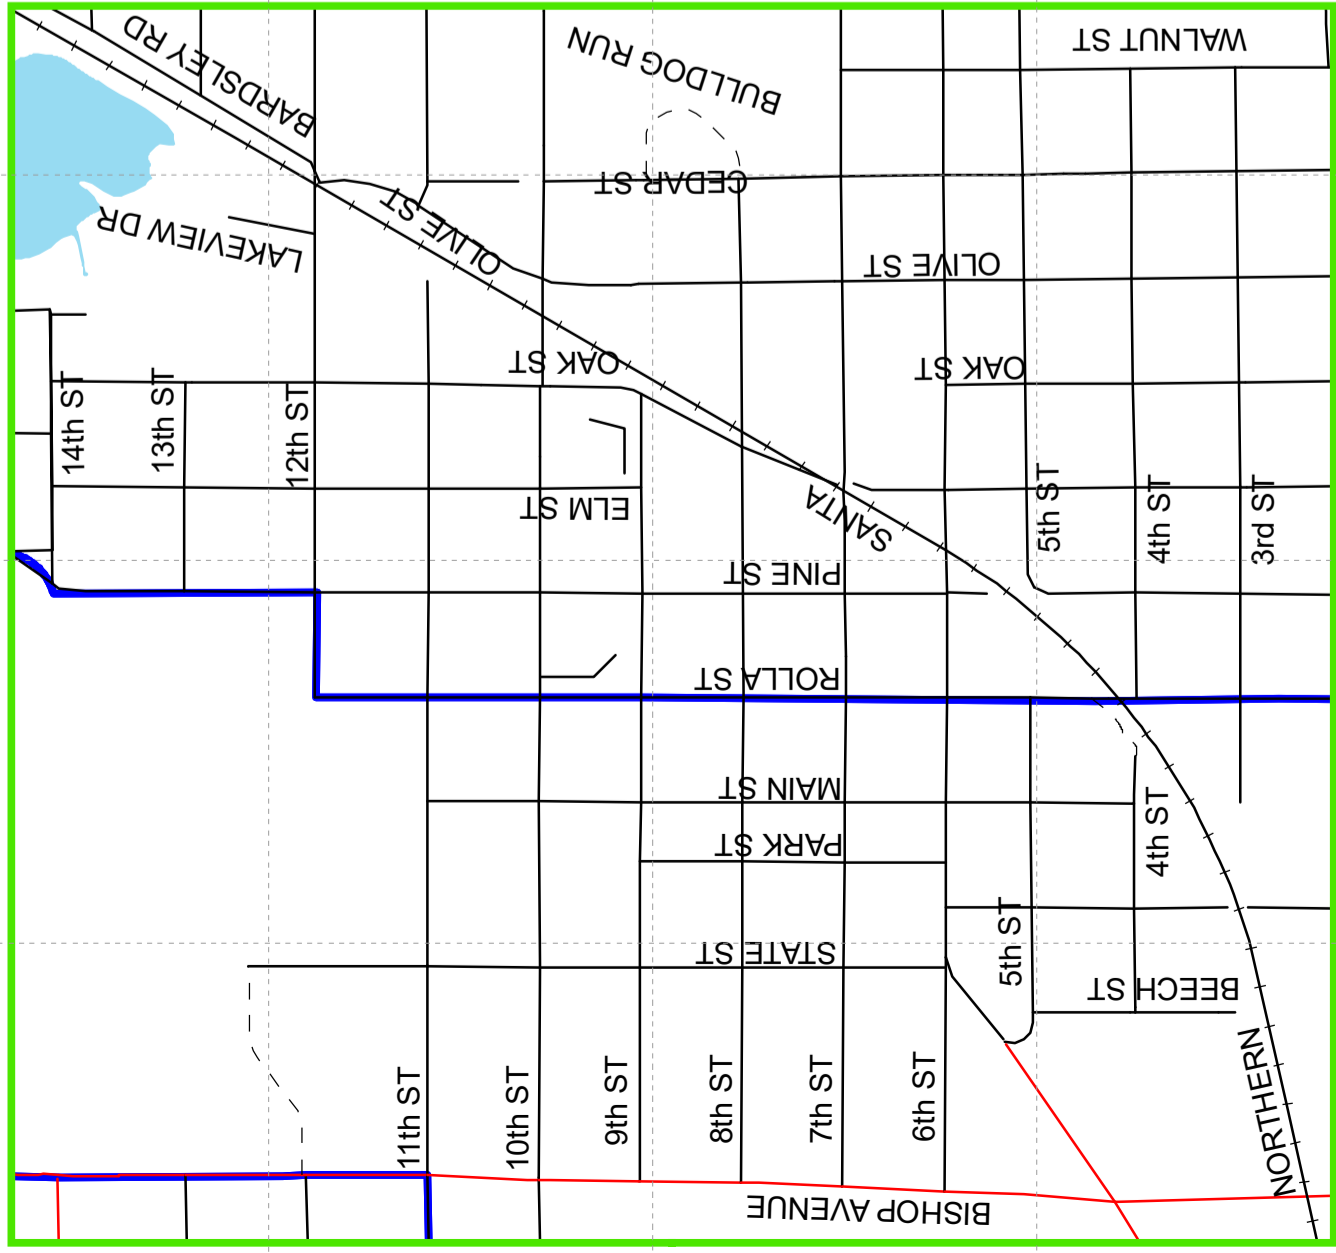 WALNUT ST
BARDSLEY RD
BULLDOG RUN
CEDAR ST
OLIVE ST
LAKEVIEW DR
OLIVE ST
OAK ST
OAK ST
14th ST
13th ST
12th ST
ELM ST
SANTA
5th ST
4th ST
3rd ST
PINE ST
ROLLA ST
MAIN ST
PARK ST
4th ST
STATE ST
5th ST
BEECH ST
11th ST
10th ST
9th ST
8th ST
7th ST
6th ST
NORTHERN
BISHOP AVENUE